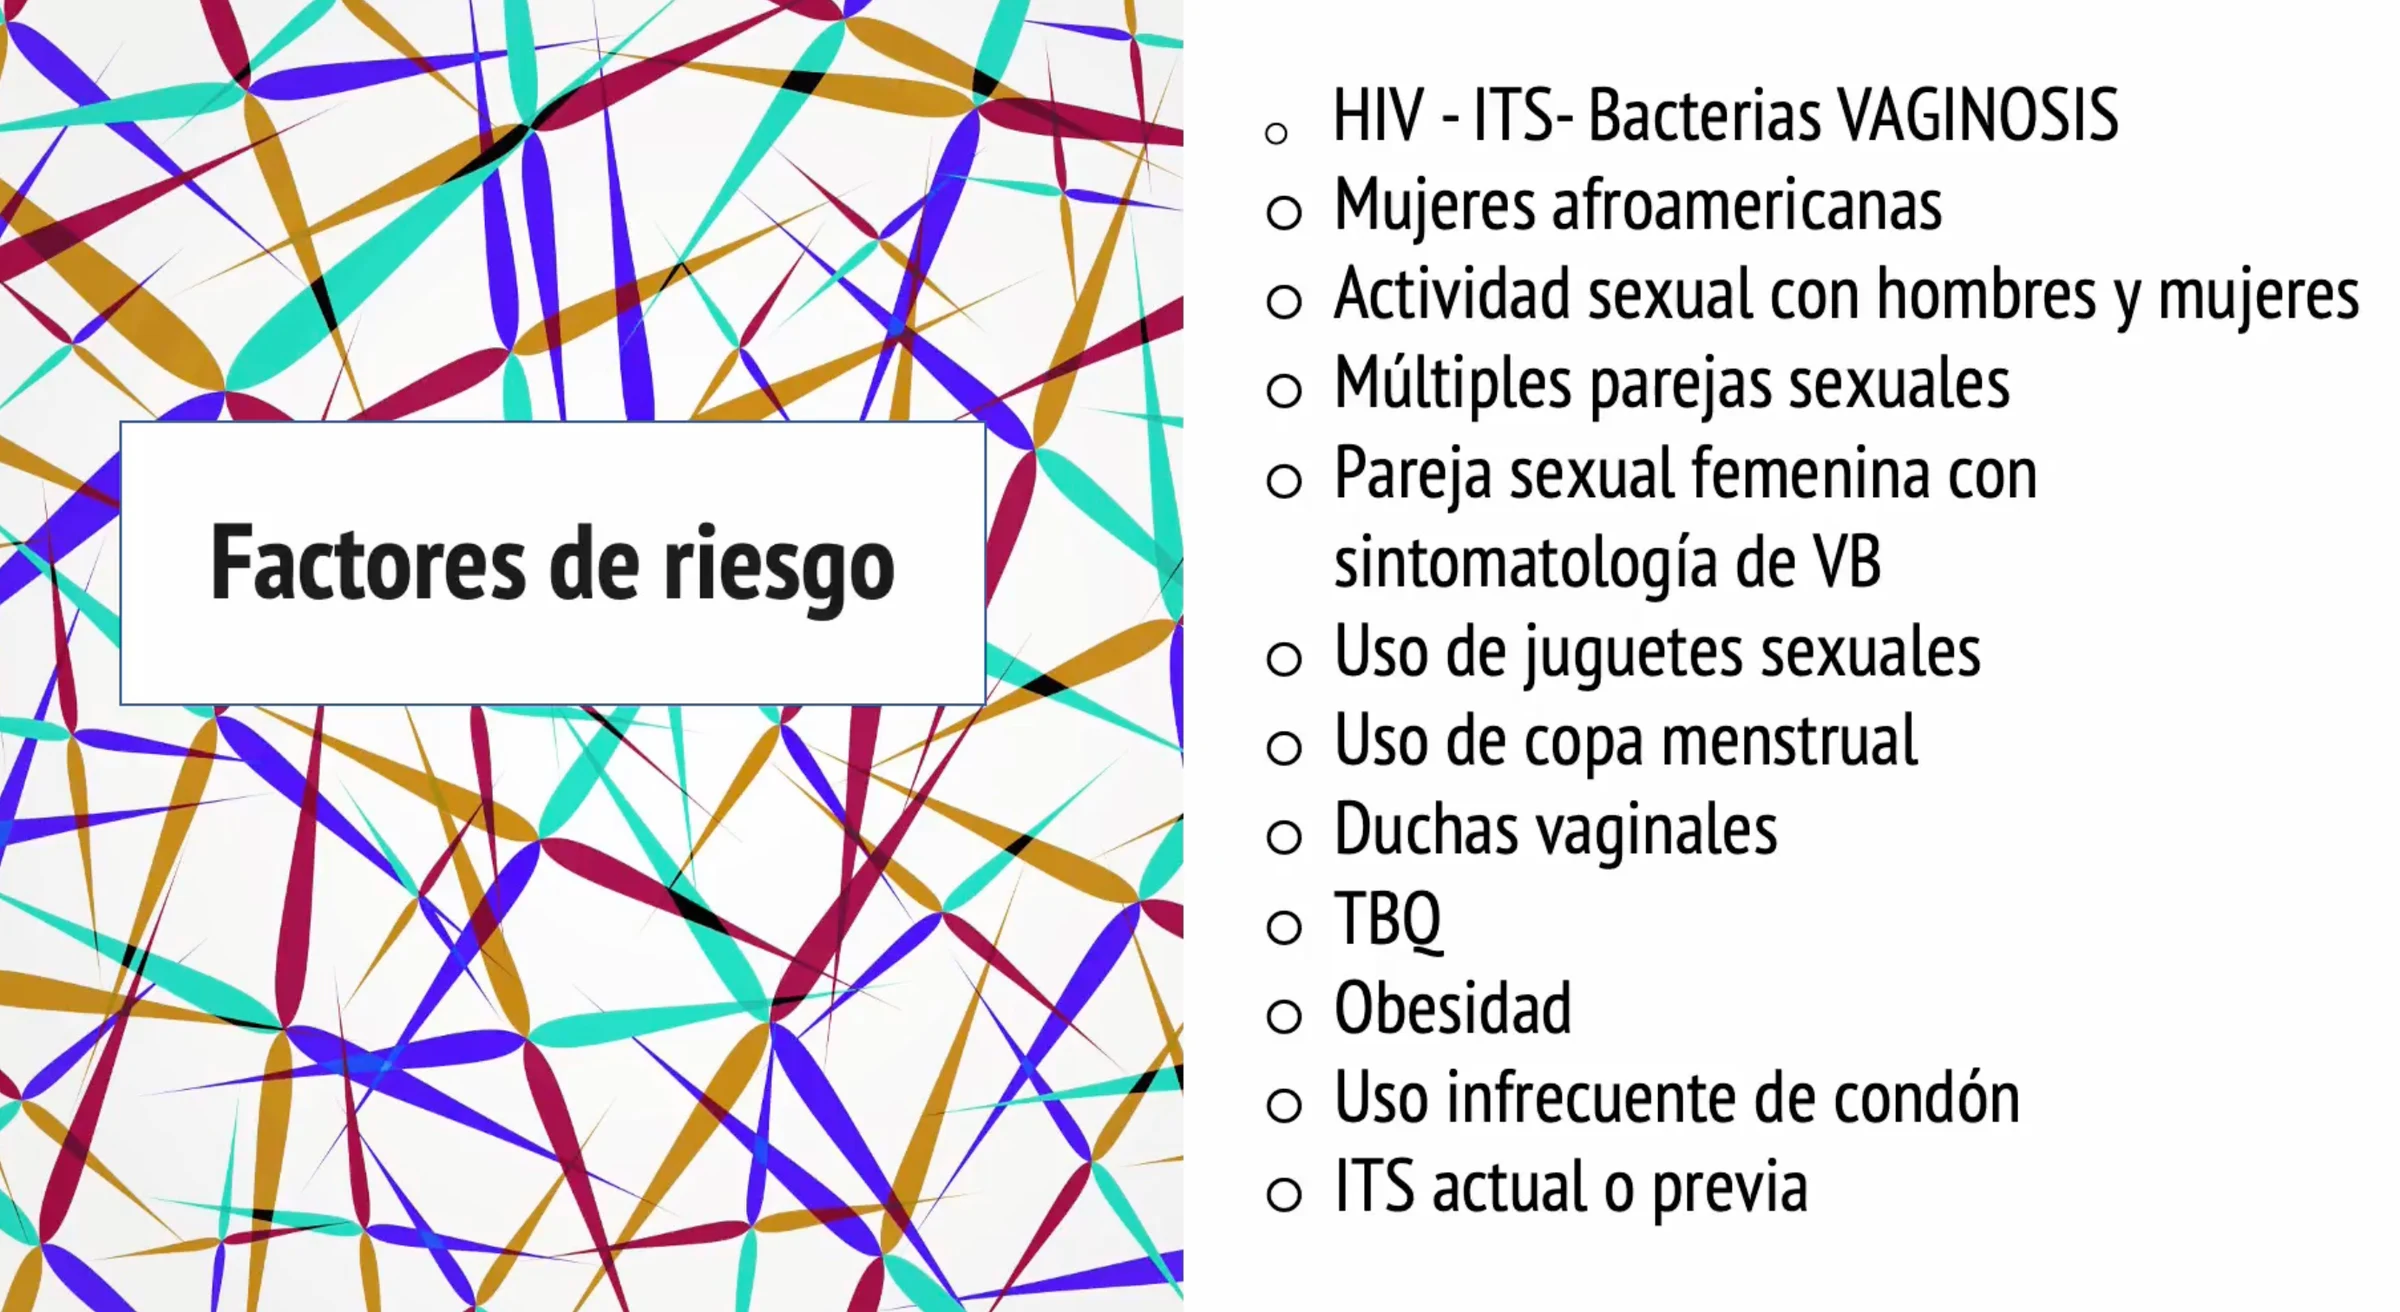 Factores de riesgo
HIV - ITS- Bacterias VAGINOSIS
Mujeres afroamericanas
Actividad sexual con hombres y mujeres
Múltiples parejas sexuales
Pareja sexual femenina con
sintomatología de VB
Uso de juguetes sexuales
Uso de copa menstrual
Duchas vaginales
TBQ
Obesidad
Uso infrecuente de condón
ITS actual o previa